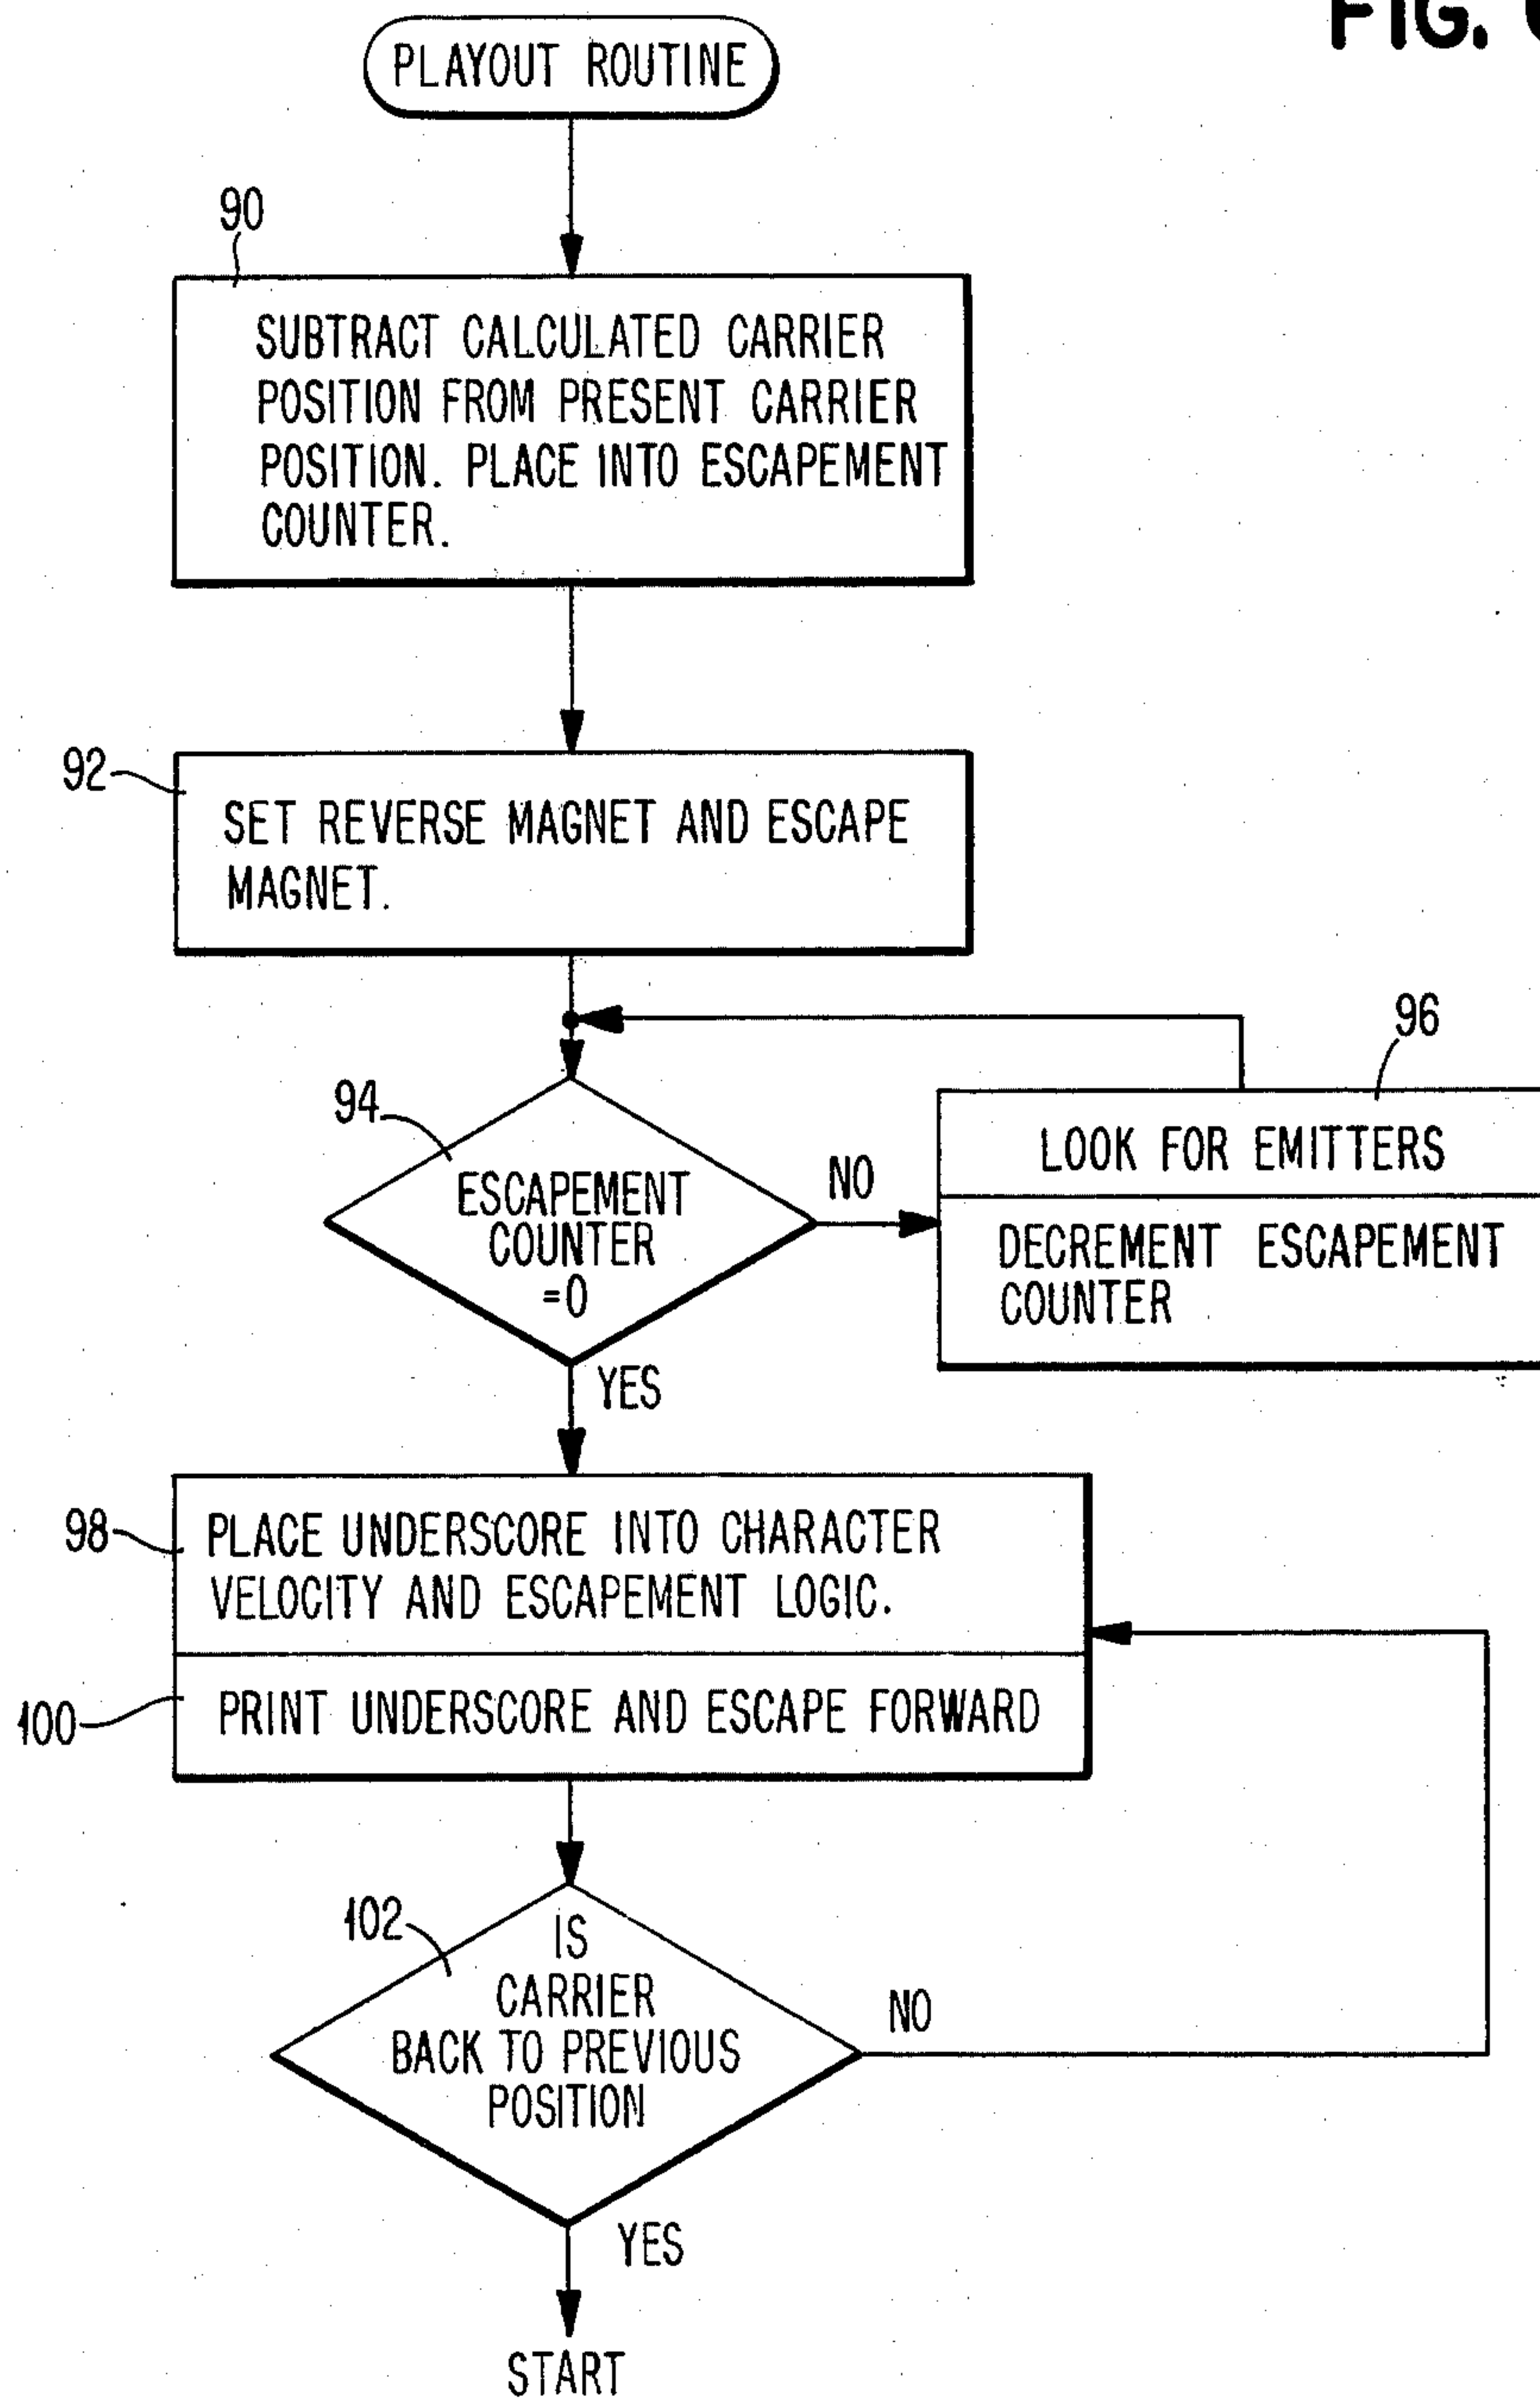 FIG.
PLAYOUT ROUTINE
90
SUBTRACT CALCULATED CARRIER
POSITION FROM PRESENT CARRIER
POSITION. PLACE INTO ESCAPEMENT
COUNTER.
92
SET REVERSE MAGNET AND ESCAPE
MAGNET.
96
94
LOOK FOR EMITTERS
NO
ESCAPEMENT
COUNTER
=0
DECREMENT ESCAPEMENT
COUNTER
YES
98
PLACE UNDERSCORE INTO CHARACTER
VELOCITY AND ESCAPEMENT LOGIC.
100
PRINT UNDERSCORE AND ESCAPE FORWARD
102
IS
CARRIER
BACK TO PREVIOUS
POSITION
NO
YES
START